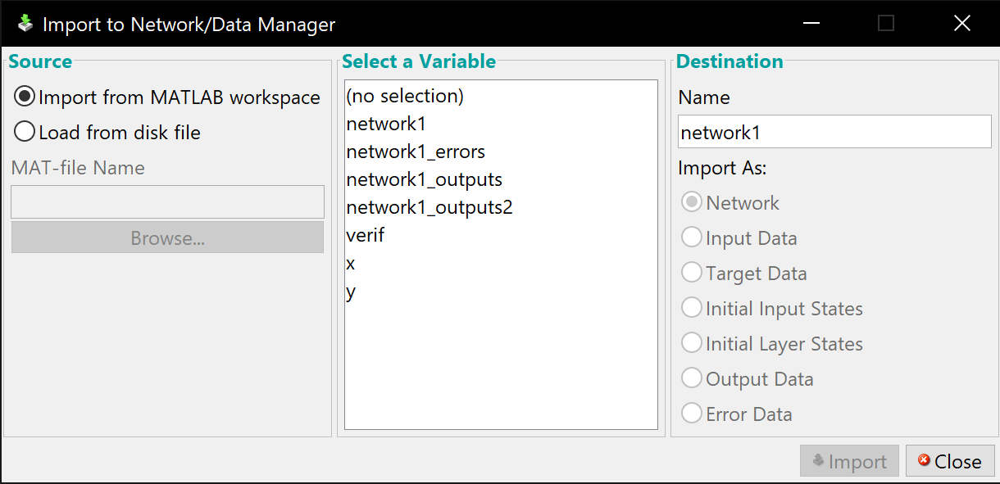 Import to Network/Data Manager
Source
Import from MATLAB workspace
Load from disk file
MAT-file Name
Browse...
Select a Variable
(no selection)
network1
network1_errors
network1_outputs
network1_outputs2
verif
x
y
Destination
Name
network1
Import As:
Network
Input Data
Target Data
Initial Input States
Initial Layer States
Output Data
Error Data
Import
Close